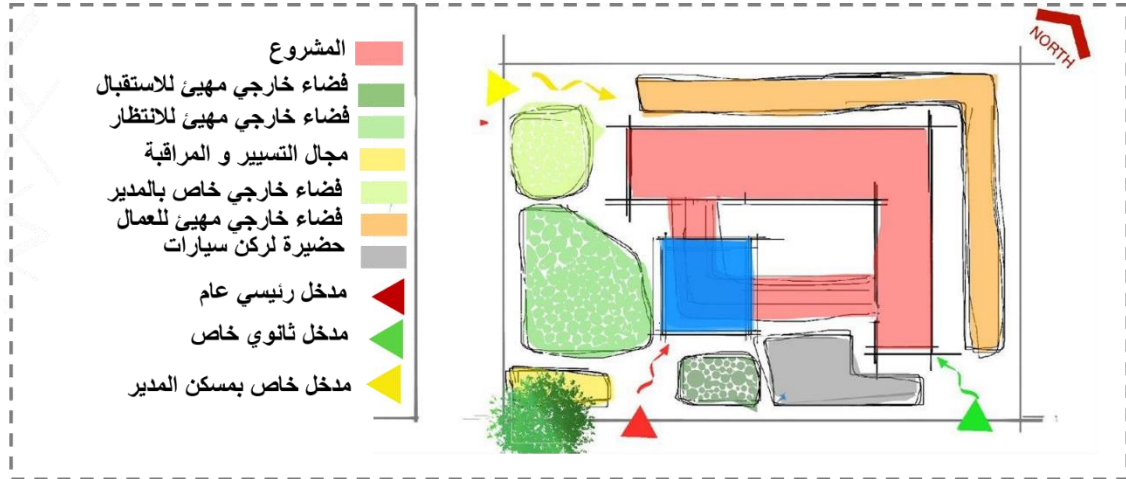 NORTH
المشروع
فضاء خارجي مهيئ للاستقبال
فضاء خارجي مهيئ للانتظار
مجال التسيير و المراقبة
فضاء خارجي خاص بالمدير
فضاء خارجي مهيئ للعمال
حضيرة لركن سيارات
مدخل رئيسي عام
مدخل ثانوي خاص
مدخل خاص بمسكن المدير